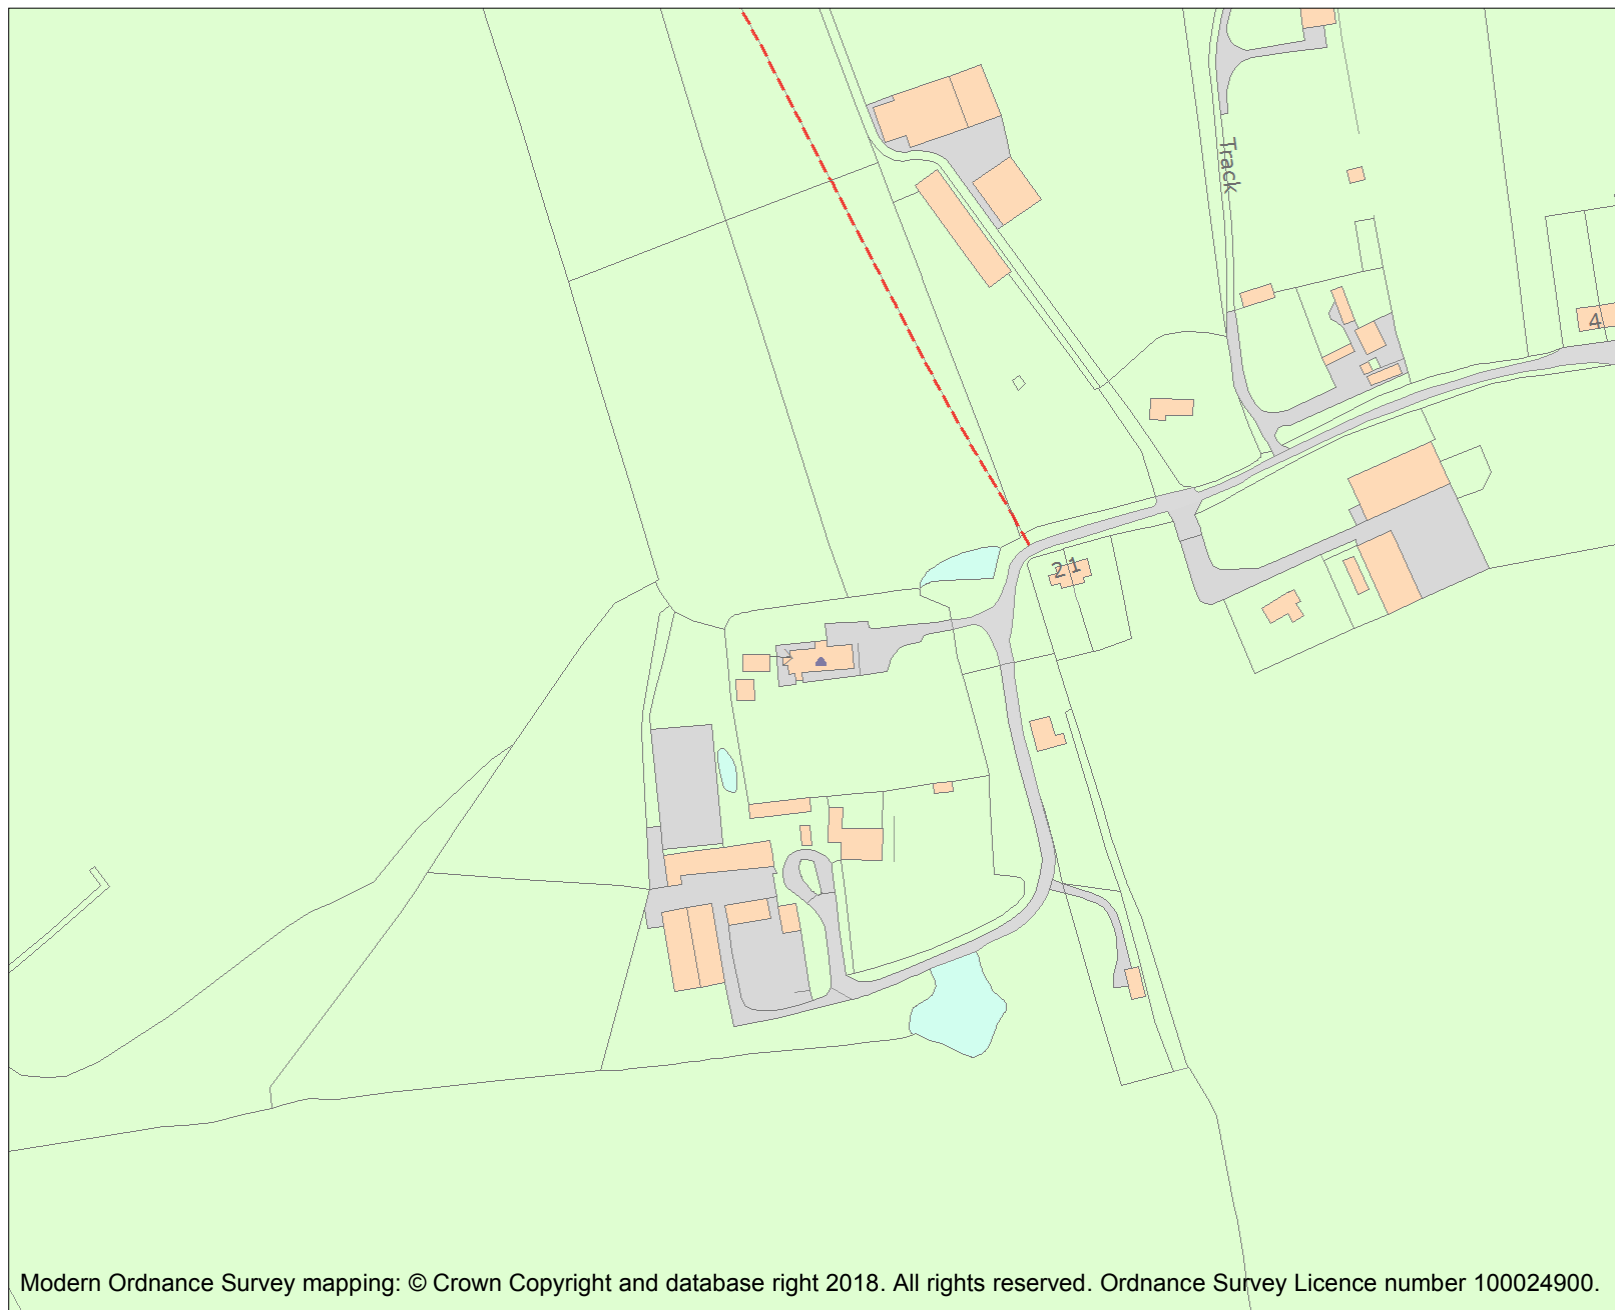 Track
4
21
Modern Ordnance Survey mapping: © Crown Copyright and database right 2018. All rights reserved. Ordnance Survey Licence number 100024900.